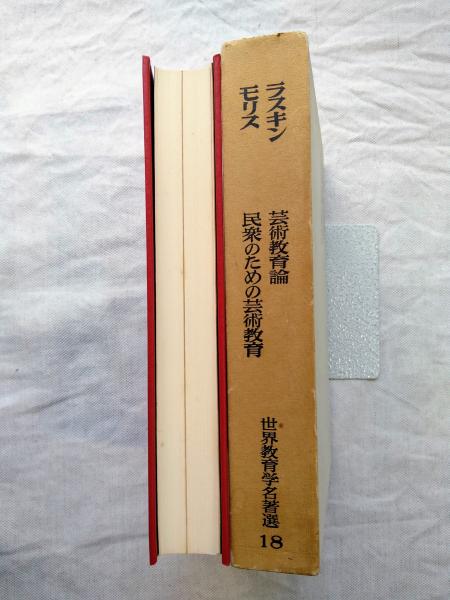 ラスキン
モリス
芸術教育論
民衆のための芸術教育
世界教育学名著選
18